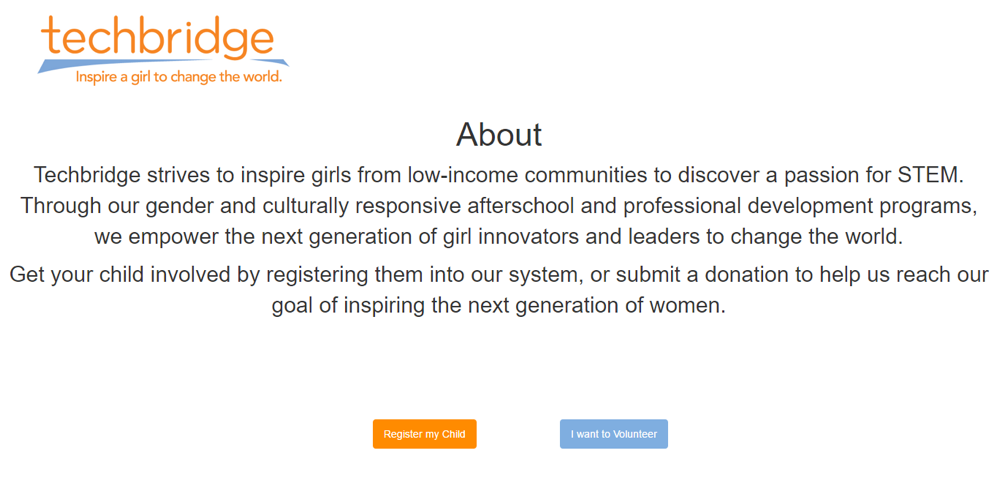 techbridge
Inspire a girl to change the world.
About
Techbridge strives to inspire girls from low-income communities to discover a passion for STEM.
Through our gender and culturally responsive afterschool and professional development programs,
we empower the next generation of girl innovators and leaders to change the world.
Get your child involved by registering them into our system, or submit a donation to help us reach our
goal of inspiring the next generation of women.
Register my Child
I want to Volunteer